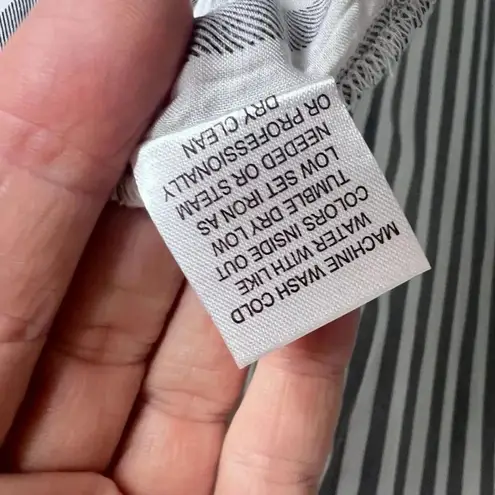 MACHINE WASH COLD
WATER WITH LIKE
COLORS INSIDE OUT
TUMBLE DRY LOW
LOW SET IRON AS
NEEDED OR STEAM
OR PROFESSIONALLY
DRY CLEAN